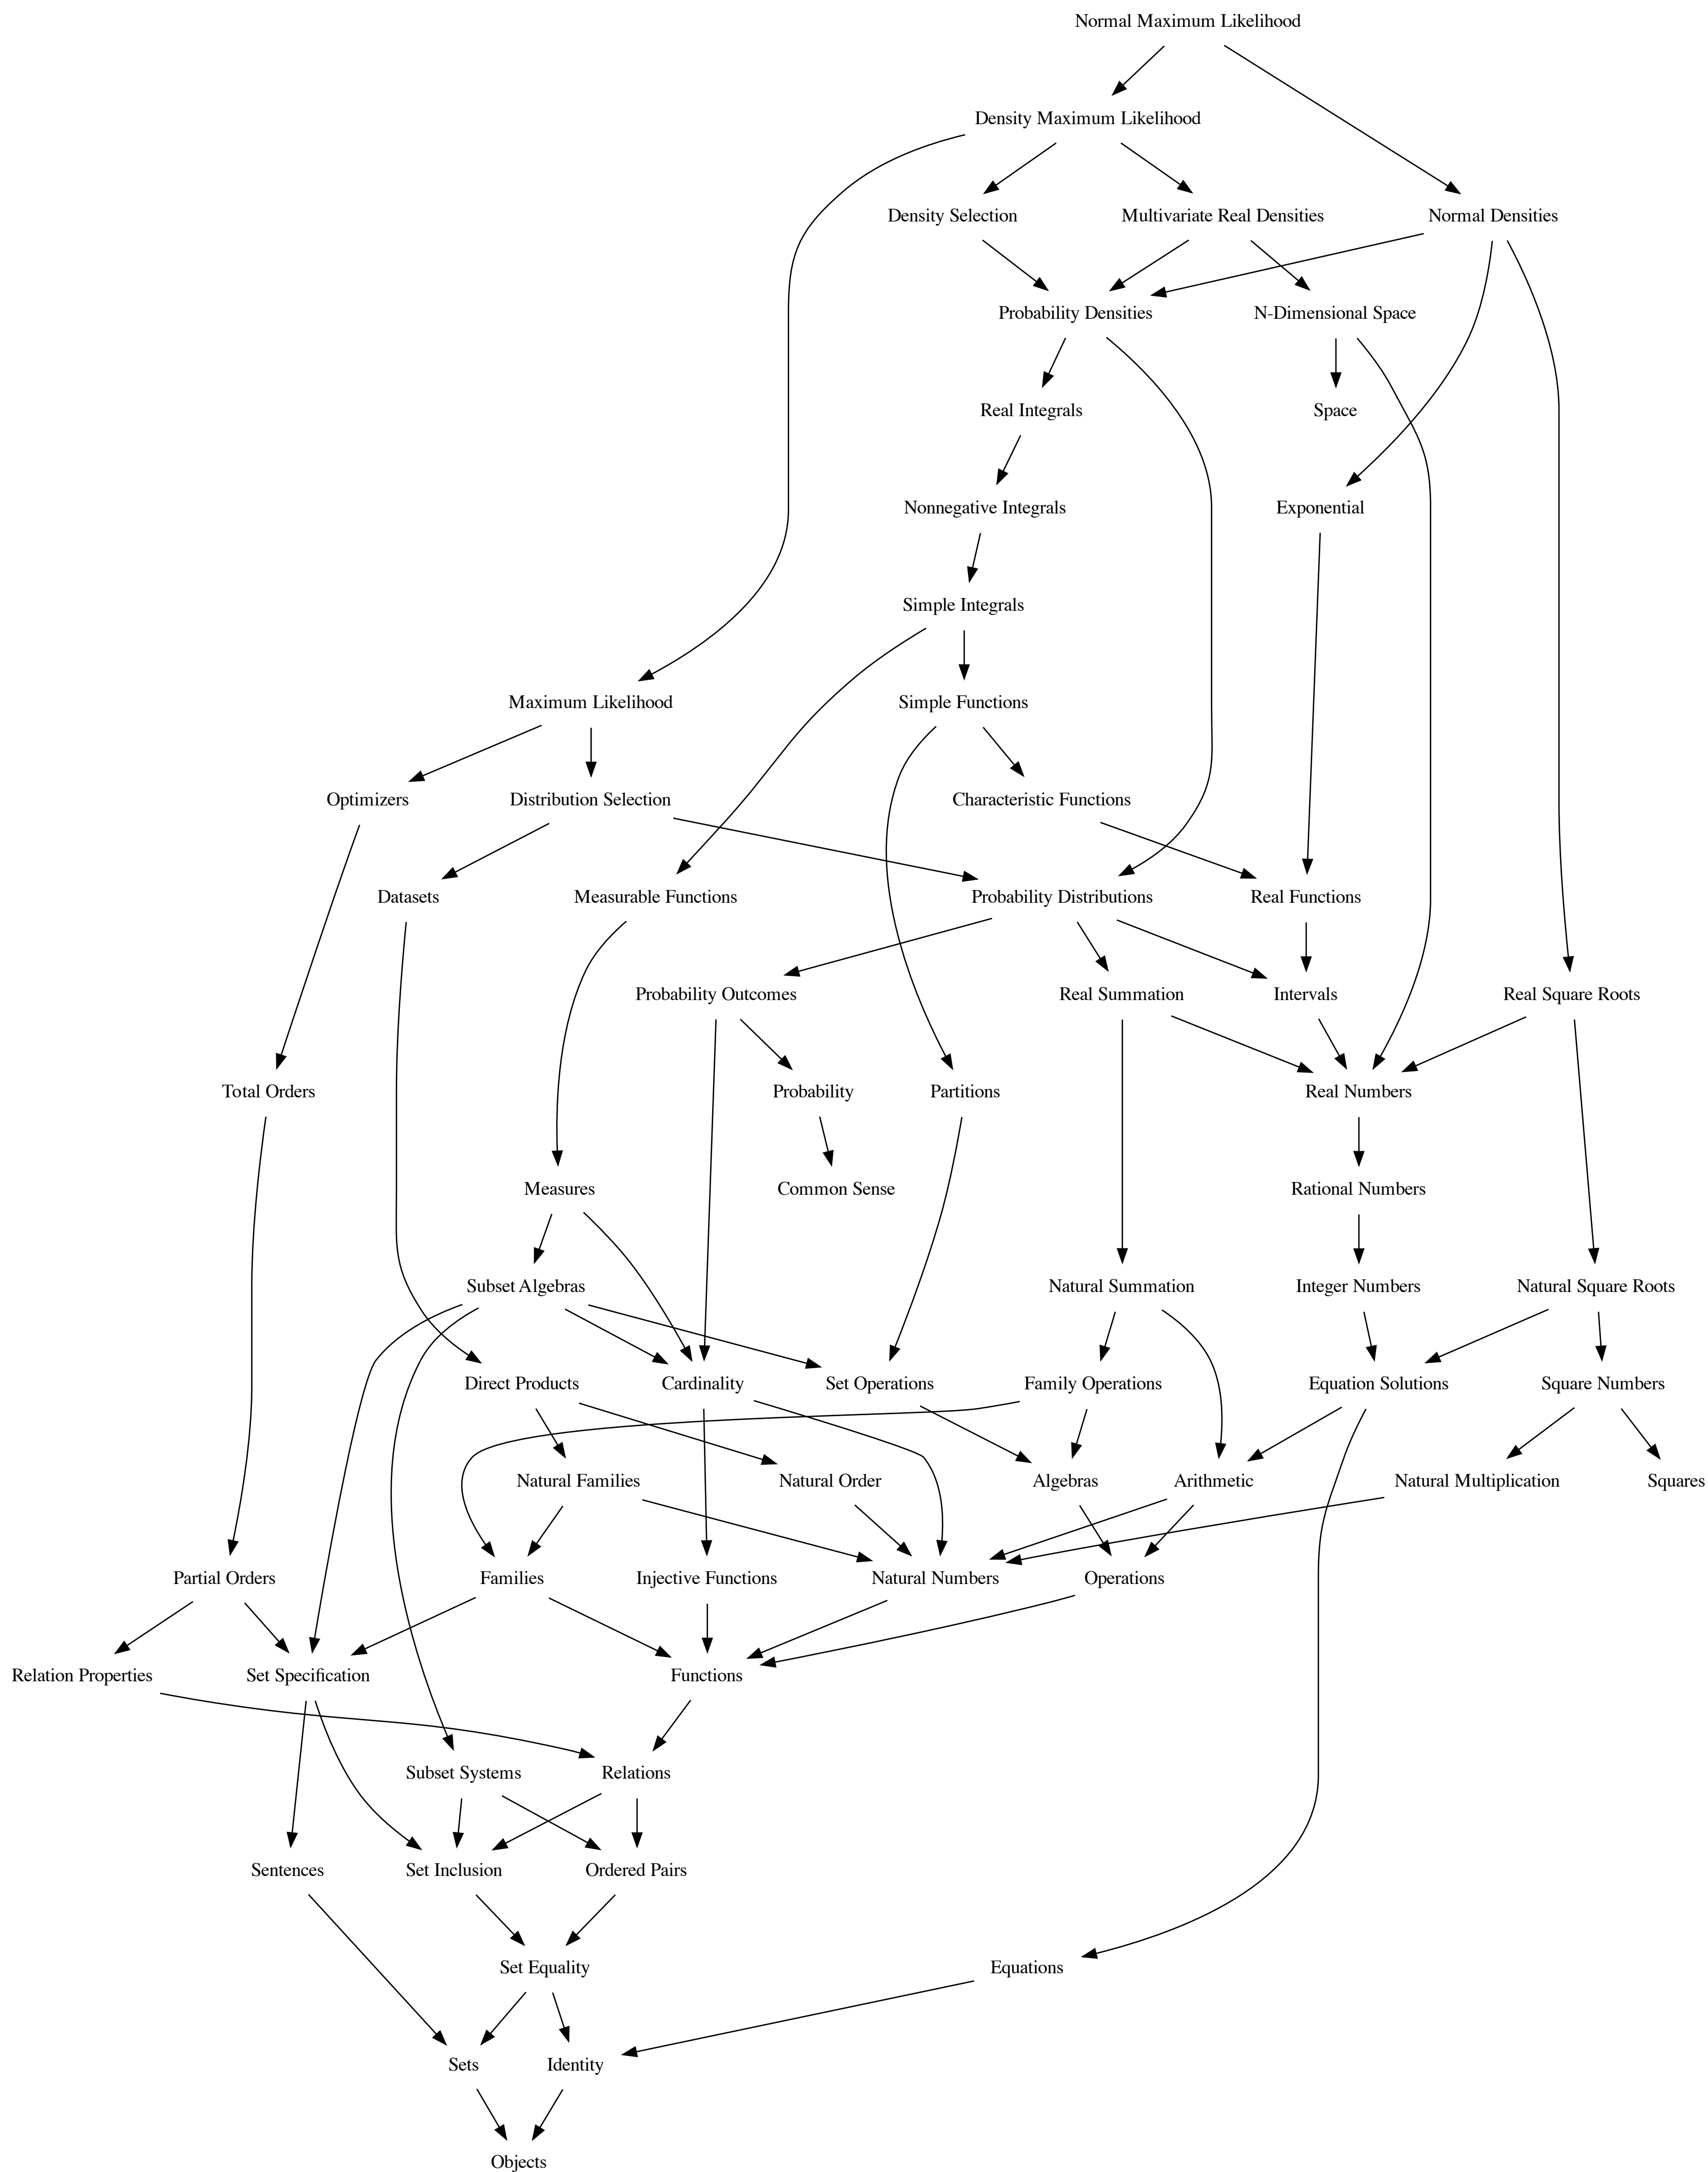 Normal Maximum Likelihood
Density Maximum Likelihood
Density Selection
Multivariate Real Densities
Normal Densities
Probability Densities
N-Dimensional Space
Real Integrals
Space
Nonnegative Integrals
Exponential
Simple Integrals
Maximum Likelihood
Simple Functions
Optimizers
Distribution Selection
Characteristic Functions
Datasets
Measurable Functions
Probability Distributions
Real Functions
Probability Outcomes
Real Summation
Intervals
Real Square Roots
Total Orders
Probability
Partitions
Real Numbers
Measures
Common Sense
Rational Numbers
Subset Algebras
Natural Summation
Integer Numbers
Natural Square Roots
Direct Products
Cardinality
Set Operations
Family Operations
Equation Solutions
Square Numbers
Natural Families
Natural Order
Algebras
Arithmetic
Natural Multiplication
Squares
Partial Orders
Families
Injective Functions
Natural Numbers
Operations
Relation Properties
Set Specification
Functions
Subset Systems
Relations
Sentences
Set Inclusion
Ordered Pairs
Set Equality
Equations
Sets
Identity
Objects